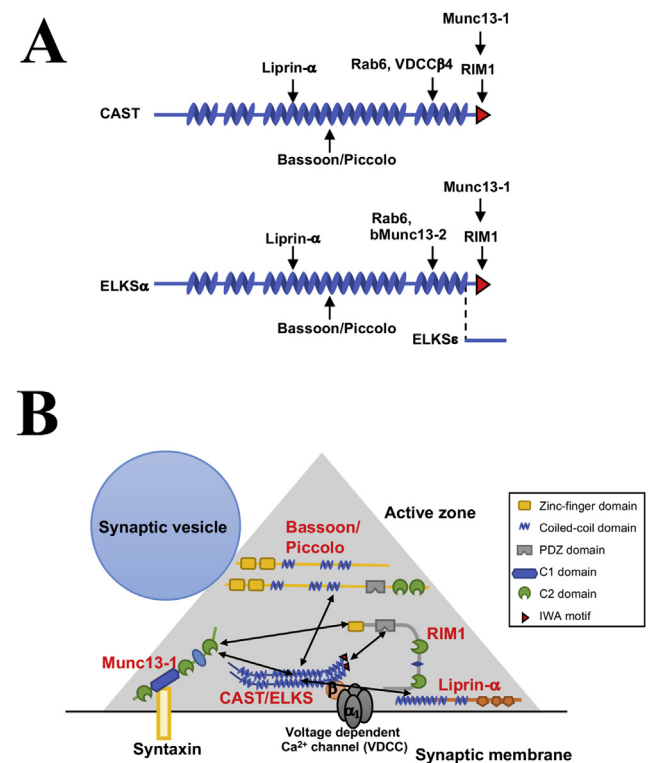 A
Munc13-1
Liprin-α
Rab6, VDCCβ4
RIM1
CAST
Bassoon/Piccolo
Munc13-1
Rab6,
bMunc13-2
Liprin-α
RIM1
ELKSα
Bassoon/Piccolo
ELKSε
B
Synaptic vesicle
Active zone
Bassoon/
Piccolo
Zinc-finger domain
Coiled-coil domain
PDZ domain
C1 domain
C2 domain
IWA motif
RIM1
Munc13-1
CAST/ELKS
β
α1
Liprin-α
Syntaxin
Voltage dependent
Ca²⁺ channel (VDCC)
Synaptic membrane